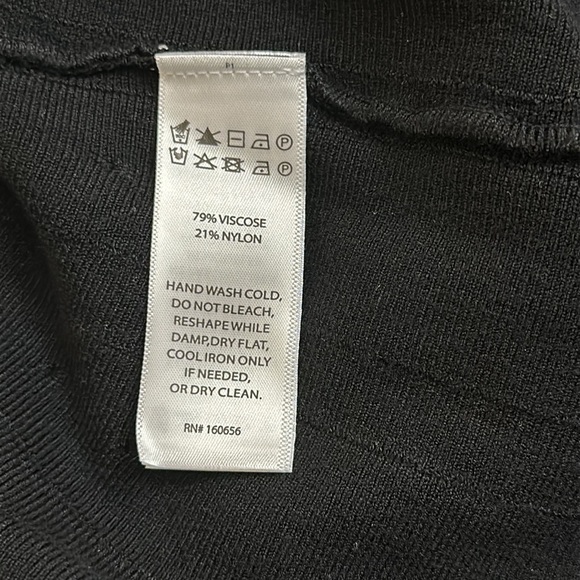 79% VISCOSE
21% NYLON
HAND WASH COLD,
DO NOT BLEACH,
RESHAPE WHILE
DAMP,DRY FLAT,
COOL IRON ONLY
IF NEEDED,
OR DRY CLEAN.
RN# 160656